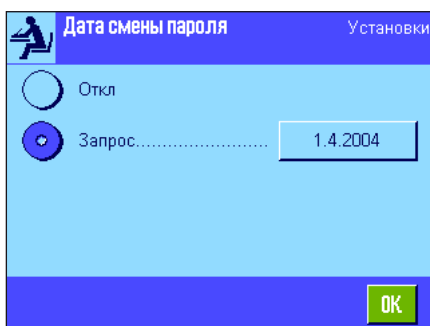 Дата смены пароля Установки
Откл
Запрос......................... 1.4.2004
OK